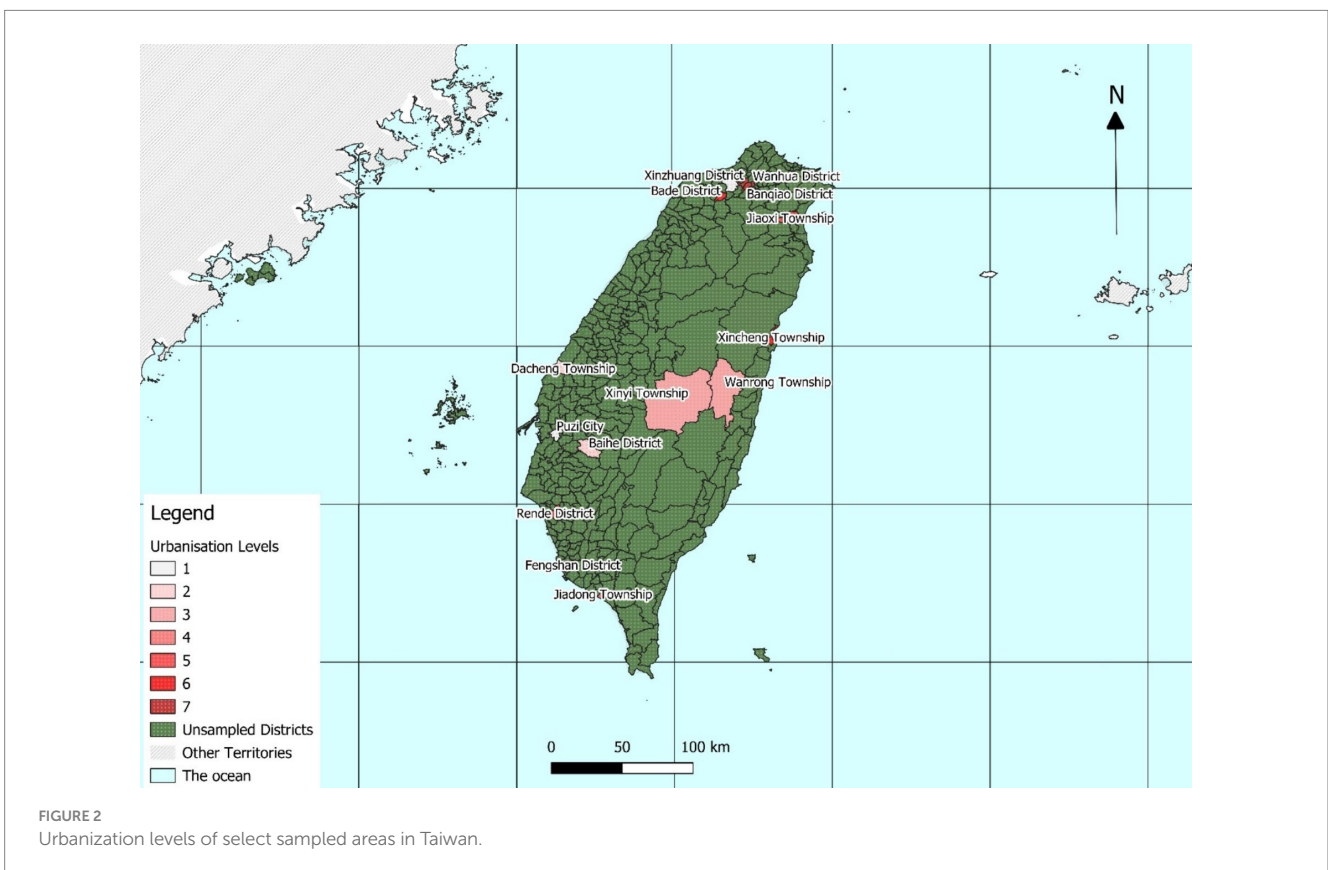 N
Xinzhuang District
Wanhua District
Bade District
Banqiao District
Jiaoxi Township
Xincheng Township
Dacheng Township
Wanrong Township
Xinyi Township
Puzi City
Baihe District
Rende District
Fengshan District
Jiadong Township
Legend
Urbanisation Levels
1
2
3
4
5
6
7
Unsampled Districts
Other Territories
The ocean
0 50 100 km
FIGURE 2
Urbanization levels of select sampled areas in Taiwan.